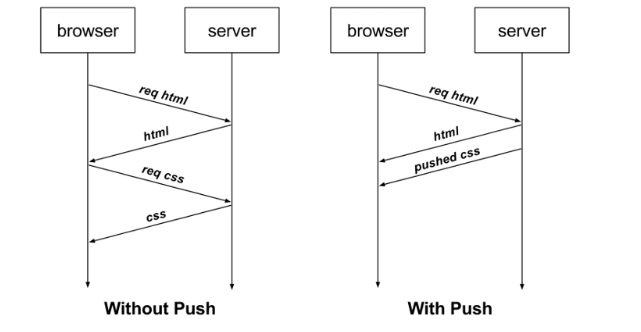 browser
server
req html
html
req css
css
Without Push
browser
server
req html
html
pushed css
With Push